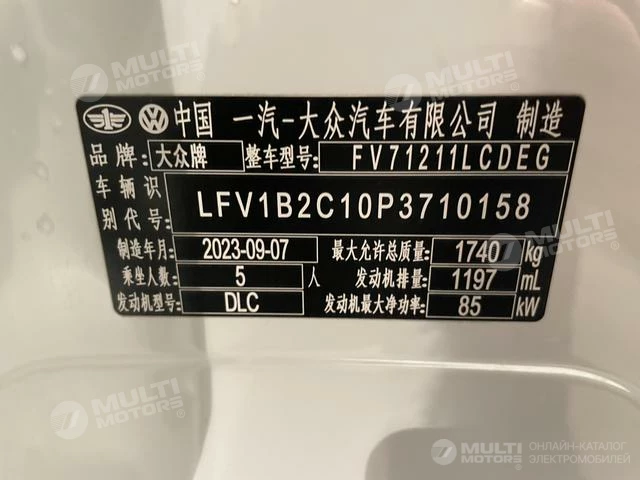 中国 一汽-大众汽车有限公司 制造
品牌: 大众牌 整车型号: FV71211LCDEG
车辆识别代号: LFV1B2C10P3710158
制造年月: 2023-09-07 最大允许总质量: 1740 kg
乘坐人数: 5 人 发动机排量: 1197 mL
发动机型号: DLC 发动机最大净功率: 85 kW
MULTI MOTORS®
MULTI MOTORS®
MULTI MOTORS®
MULTI MOTORS®
MULTI MOTORS®
MULTI MOTORS® ОНЛАЙН-КАТАЛОГ ЭЛЕКТРОМОБИЛЕЙ